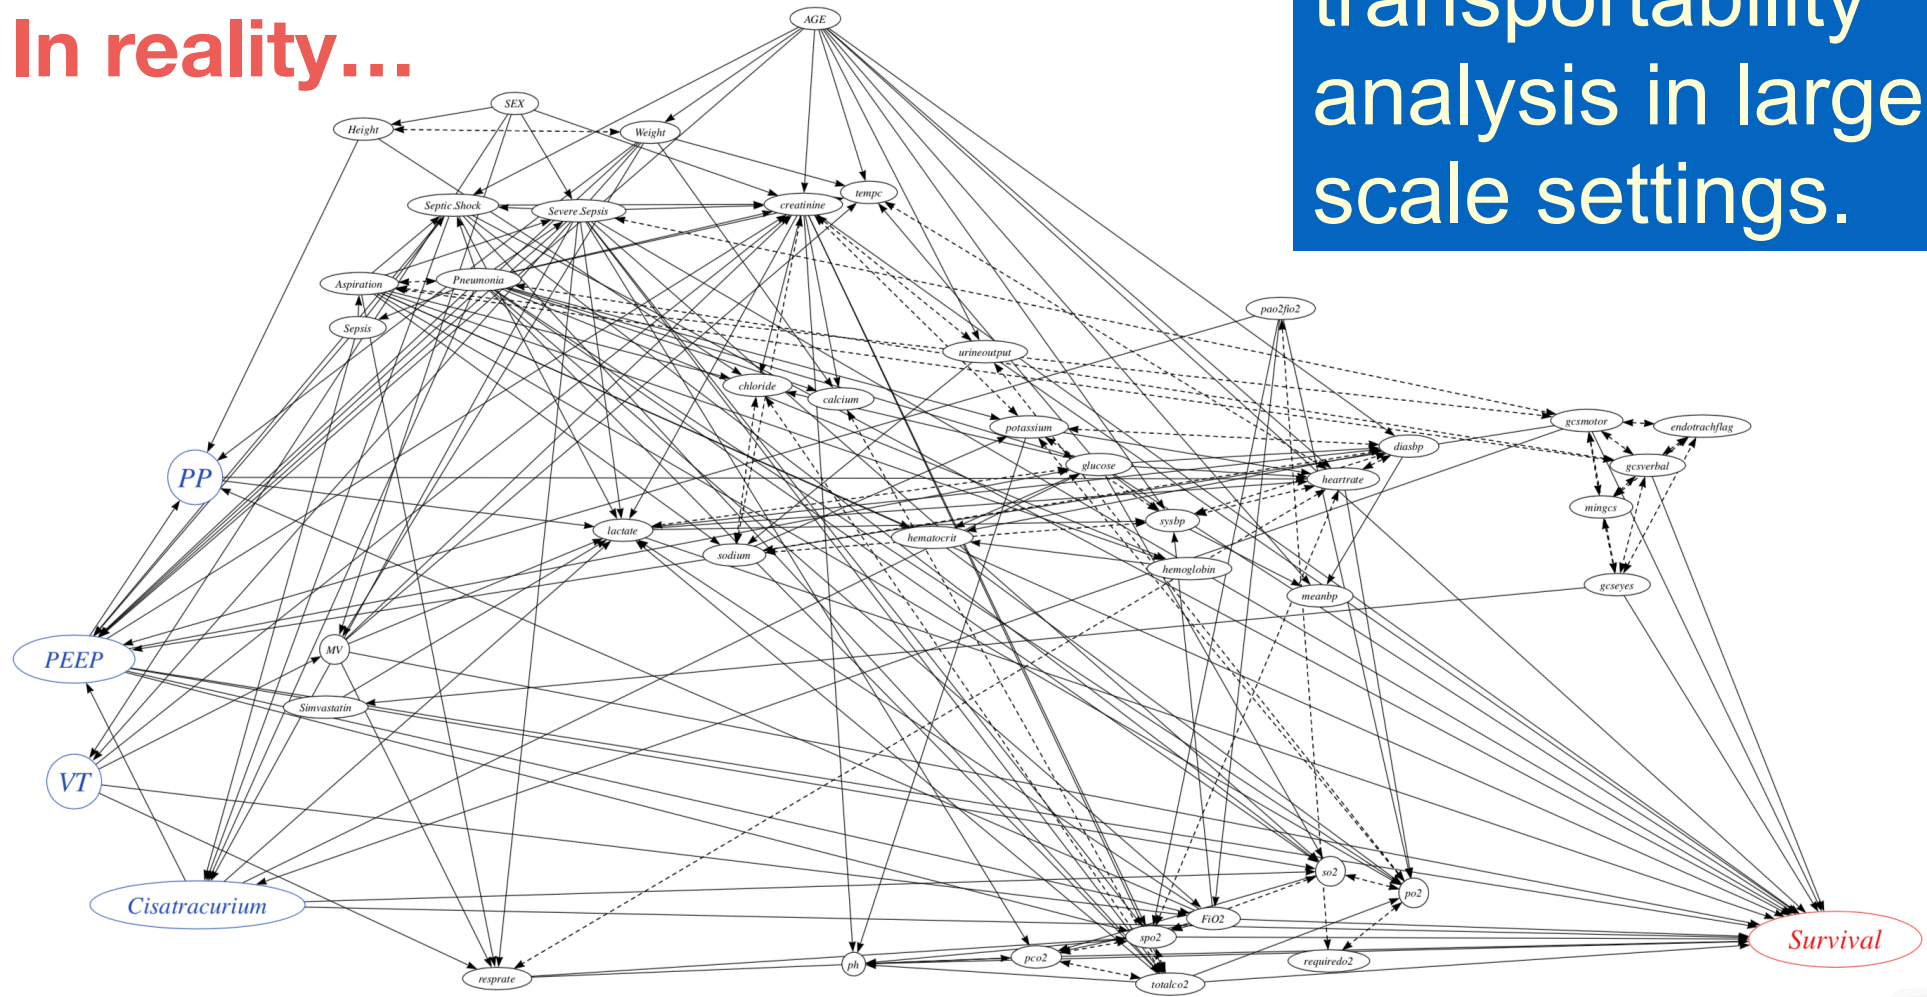 In reality...
transportability
analysis in large
scale settings.
AGE
SEX
Height
Weight
tempc
Septic.Shock
Severe.Sepsis
creatinine
Aspiration
Pneumonia
pao2fio2
Sepsis
urineoutput
chloride
calcium
gcsmotor
endotrachflag
potassium
diasbp
glucose
gcsverbal
PP
heartrate
mingcs
lactate
sysbp
hematocrit
sodium
hemoglobin
gcseyes
meanbp
PEEP
MV
Simvastatin
VT
so2
po2
Cisatracurium
FiO2
spo2
Survival
ph
pco2
requiredo2
resprate
totalco2